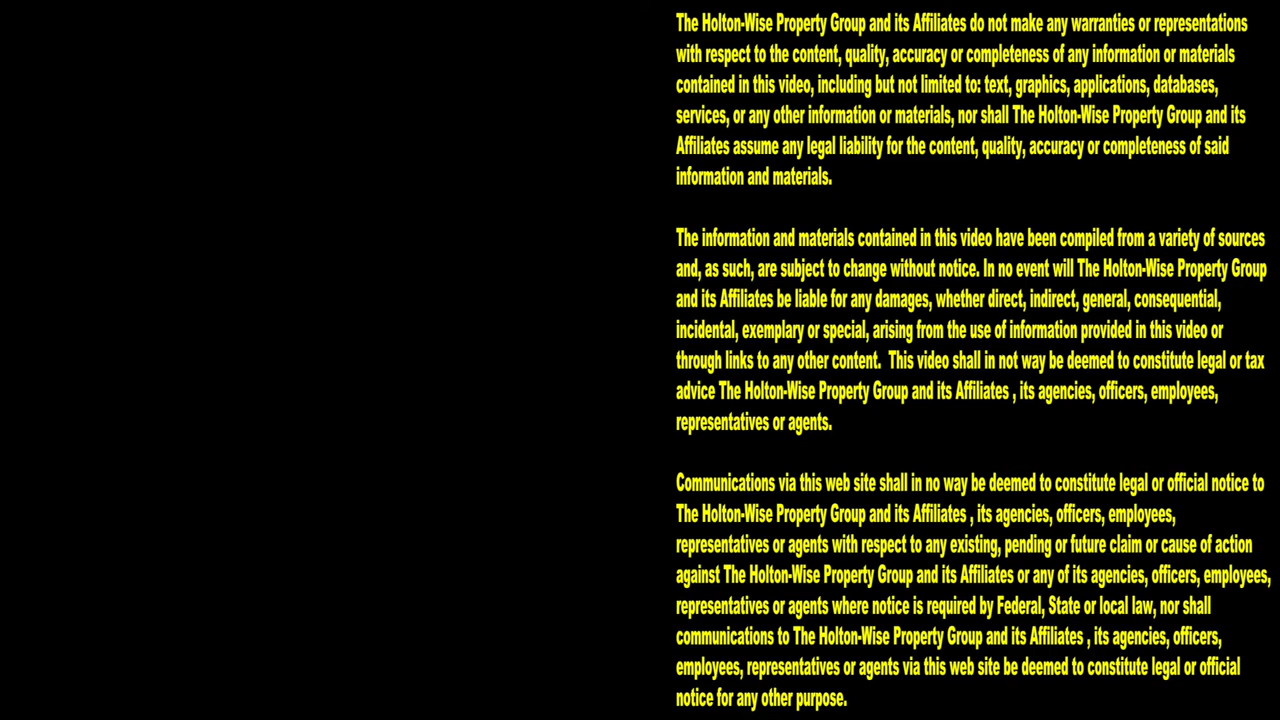 The Holton-Wise Property Group and its Affiliates do not make any warranties or representations
with respect to the content, quality, accuracy or completeness of any information or materials
contained in this video, including but not limited to: text, graphics, applications, databases,
services, or any other information or materials, nor shall The Holton-Wise Property Group and its
Affiliates assume any legal liability for the content, quality, accuracy or completeness of said
information and materials.
The information and materials contained in this video have been compiled from a variety of sources
and, as such, are subject to change without notice. In no event will The Holton-Wise Property Group
and its Affiliates be liable for any damages, whether direct, indirect, general, consequential,
incidental, exemplary or special, arising from the use of information provided in this video or
through links to any other content.  This video shall in not way be deemed to constitute legal or tax
advice The Holton-Wise Property Group and its Affiliates , its agencies, officers, employees,
representatives or agents.
Communications via this web site shall in no way be deemed to constitute legal or official notice to
The Holton-Wise Property Group and its Affiliates , its agencies, officers, employees,
representatives or agents with respect to any existing, pending or future claim or cause of action
against The Holton-Wise Property Group and its Affiliates or any of its agencies, officers, employees,
representatives or agents where notice is required by Federal, State or local law, nor shall
communications to The Holton-Wise Property Group and its Affiliates , its agencies, officers,
employees, representatives or agents via this web site be deemed to constitute legal or official
notice for any other purpose.